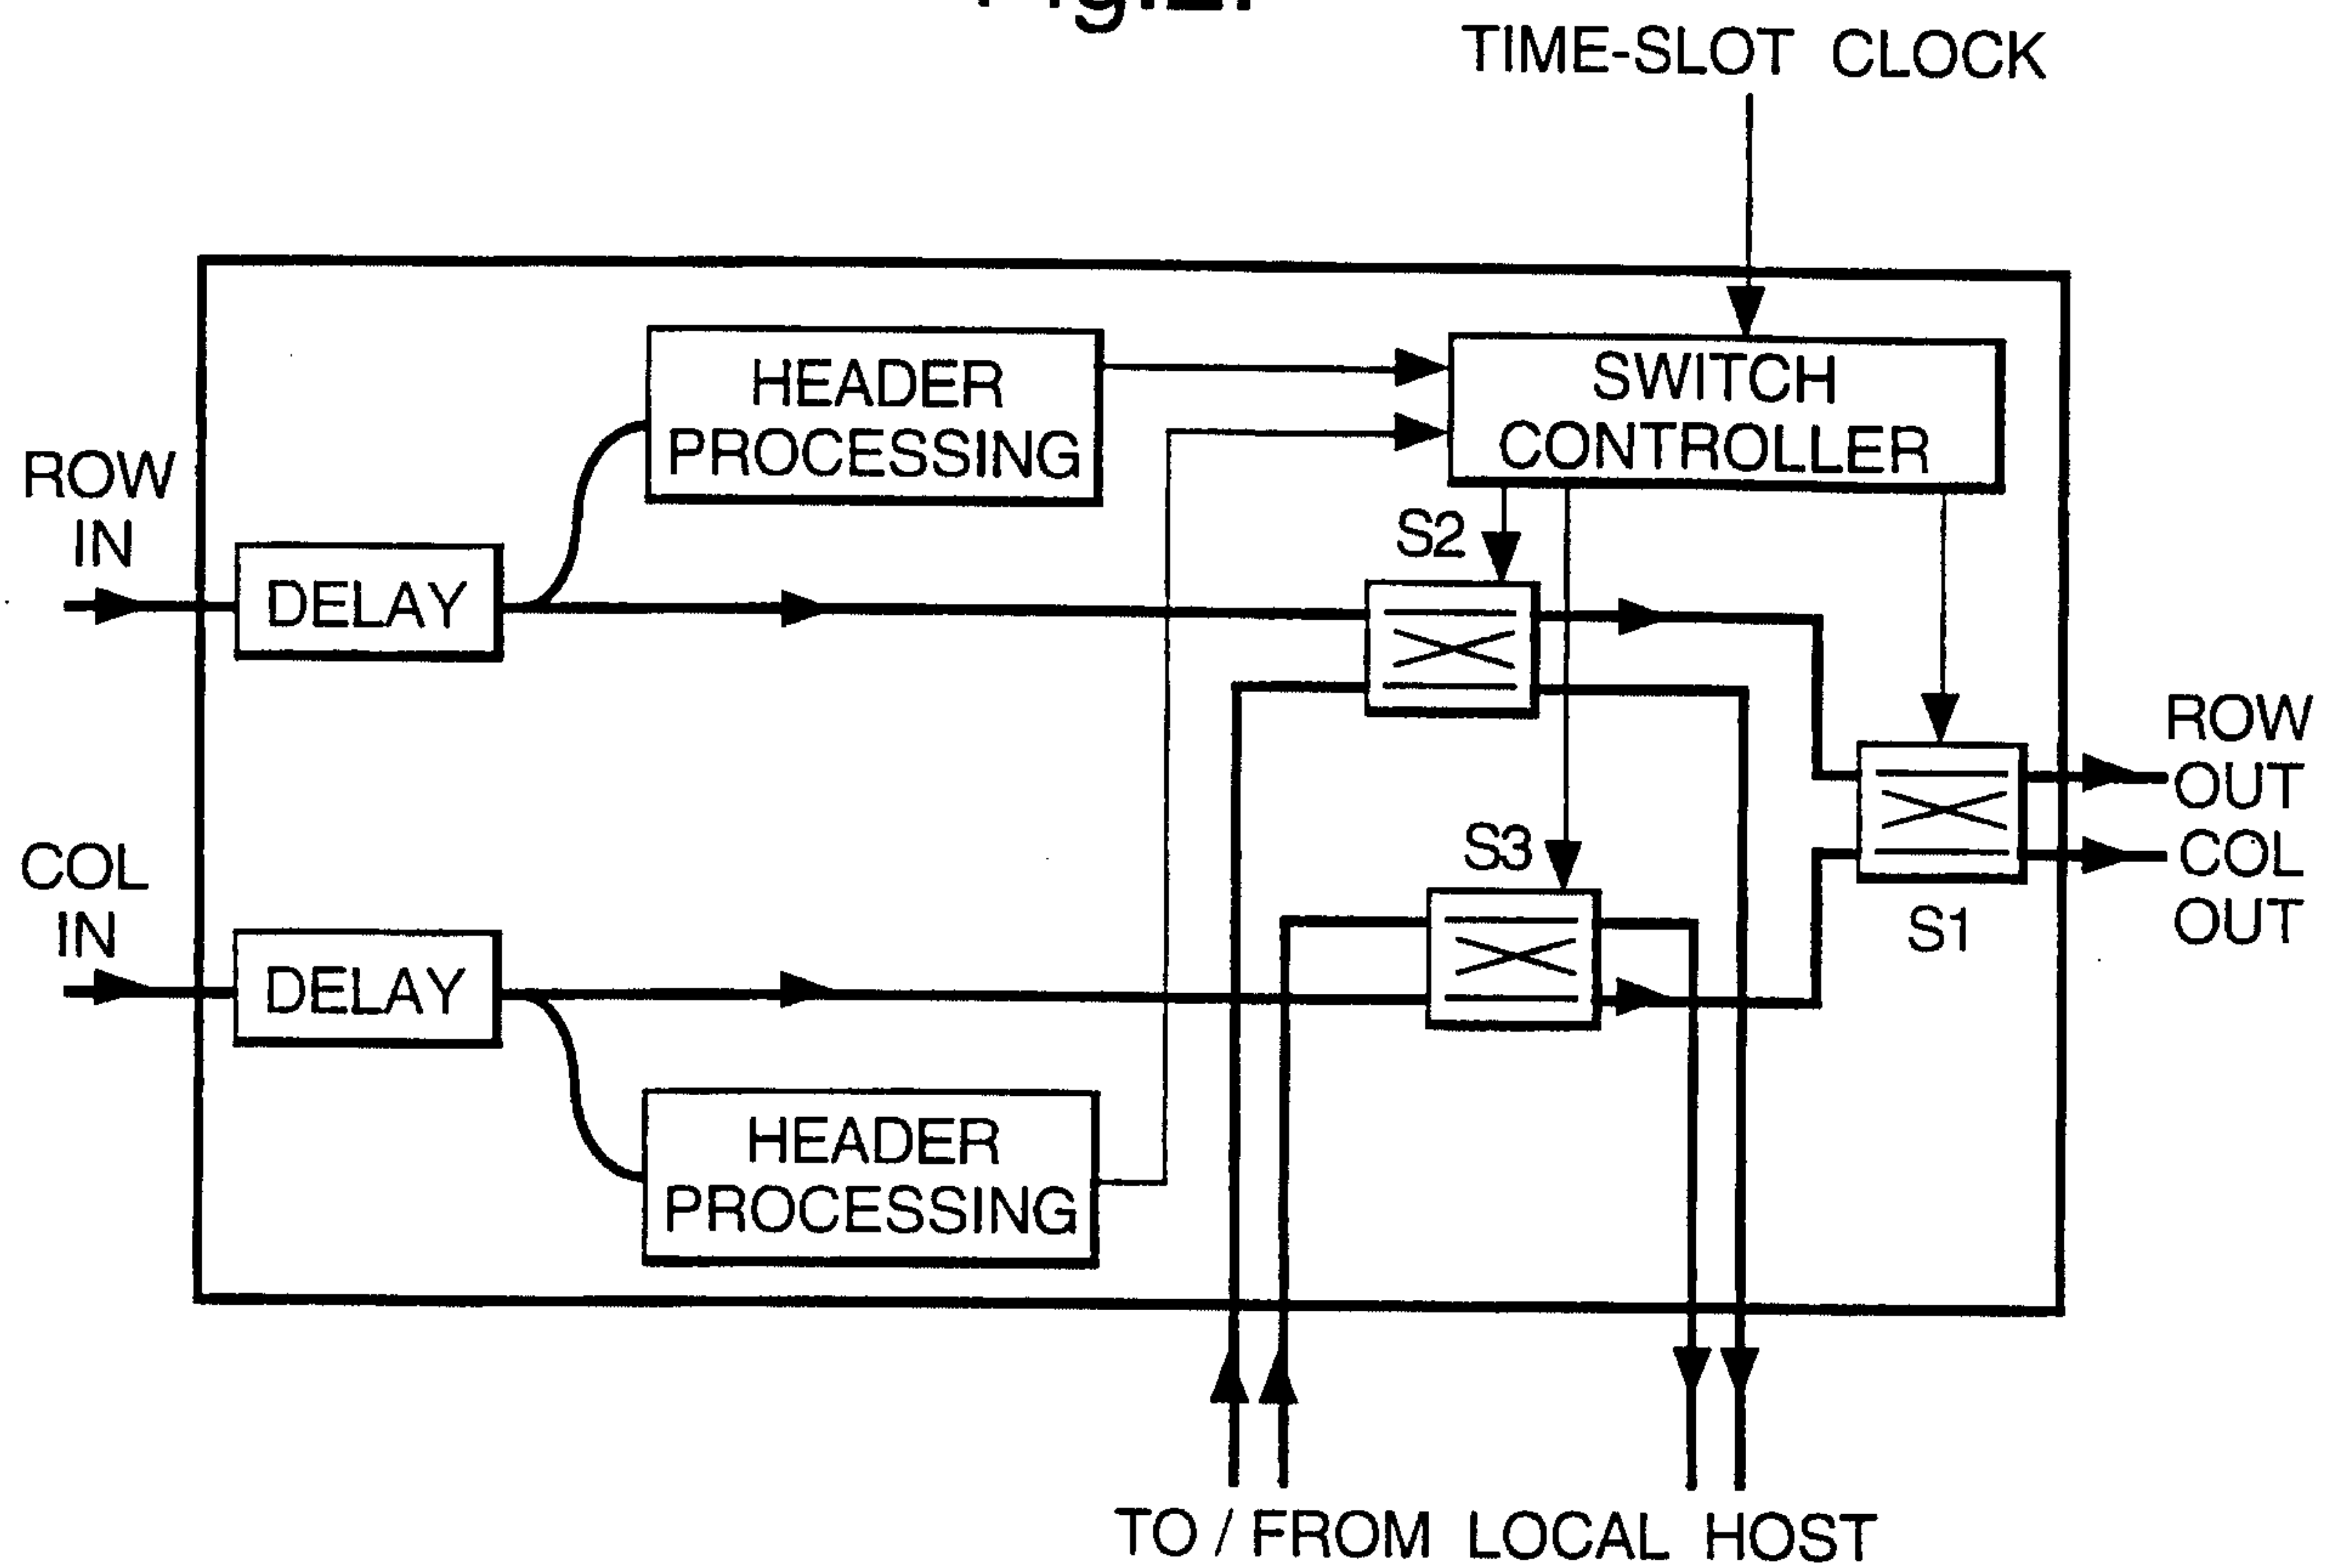 TIME-SLOT CLOCK
HEADER
PROCESSING
SWITCH
CONTROLLER
ROW
IN
DELAY
S2
ROW
OUT
COL
OUT
S1
S3
COL
IN
DELAY
HEADER
PROCESSING
TO / FROM LOCAL HOST